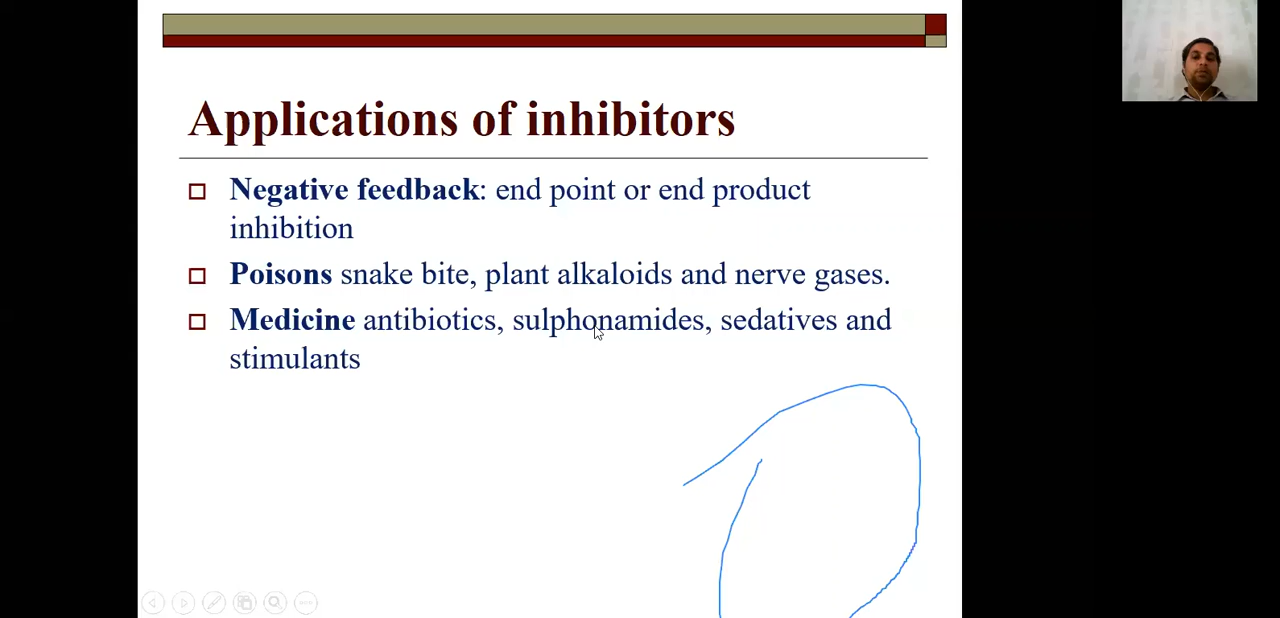 Applications of inhibitors
Negative feedback: end point or end product
inhibition
Poisons snake bite, plant alkaloids and nerve gases.
Medicine antibiotics, sulphonamides, sedatives and
stimulants